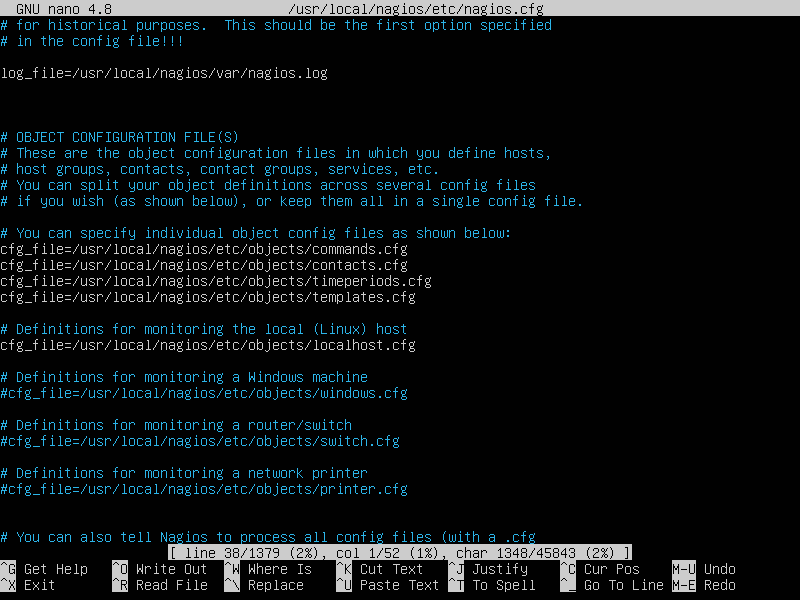 GNU nano 4.8 /usr/local/nagios/etc/nagios.cfg
# for historical purposes.  This should be the first option specified
# in the config file!!!
log_file=/usr/local/nagios/var/nagios.log
# OBJECT CONFIGURATION FILE(S)
# These are the object configuration files in which you define hosts,
# host groups, contacts, contact groups, services, etc.
# You can split your object definitions across several config files
# if you wish (as shown below), or keep them all in a single config file.
# You can specify individual object config files as shown below:
cfg_file=/usr/local/nagios/etc/objects/commands.cfg
cfg_file=/usr/local/nagios/etc/objects/contacts.cfg
cfg_file=/usr/local/nagios/etc/objects/timeperiods.cfg
cfg_file=/usr/local/nagios/etc/objects/templates.cfg
# Definitions for monitoring the local (Linux) host
cfg_file=/usr/local/nagios/etc/objects/localhost.cfg
# Definitions for monitoring a Windows machine
#cfg_file=/usr/local/nagios/etc/objects/windows.cfg
# Definitions for monitoring a router/switch
#cfg_file=/usr/local/nagios/etc/objects/switch.cfg
# Definitions for monitoring a network printer
#cfg_file=/usr/local/nagios/etc/objects/printer.cfg
# You can also tell Nagios to process all config files (with a .cfg
[ line 38/1379 (2%), col 1/52 (1%), char 1348/45843 (2%) ]
^G Get Help ^O Write Out ^W Where Is ^K Cut Text ^J Justify ^C Cur Pos M-U Undo
^X Exit ^R Read File ^\ Replace ^U Paste Text ^T To Spell ^_ Go To Line M-E Redo